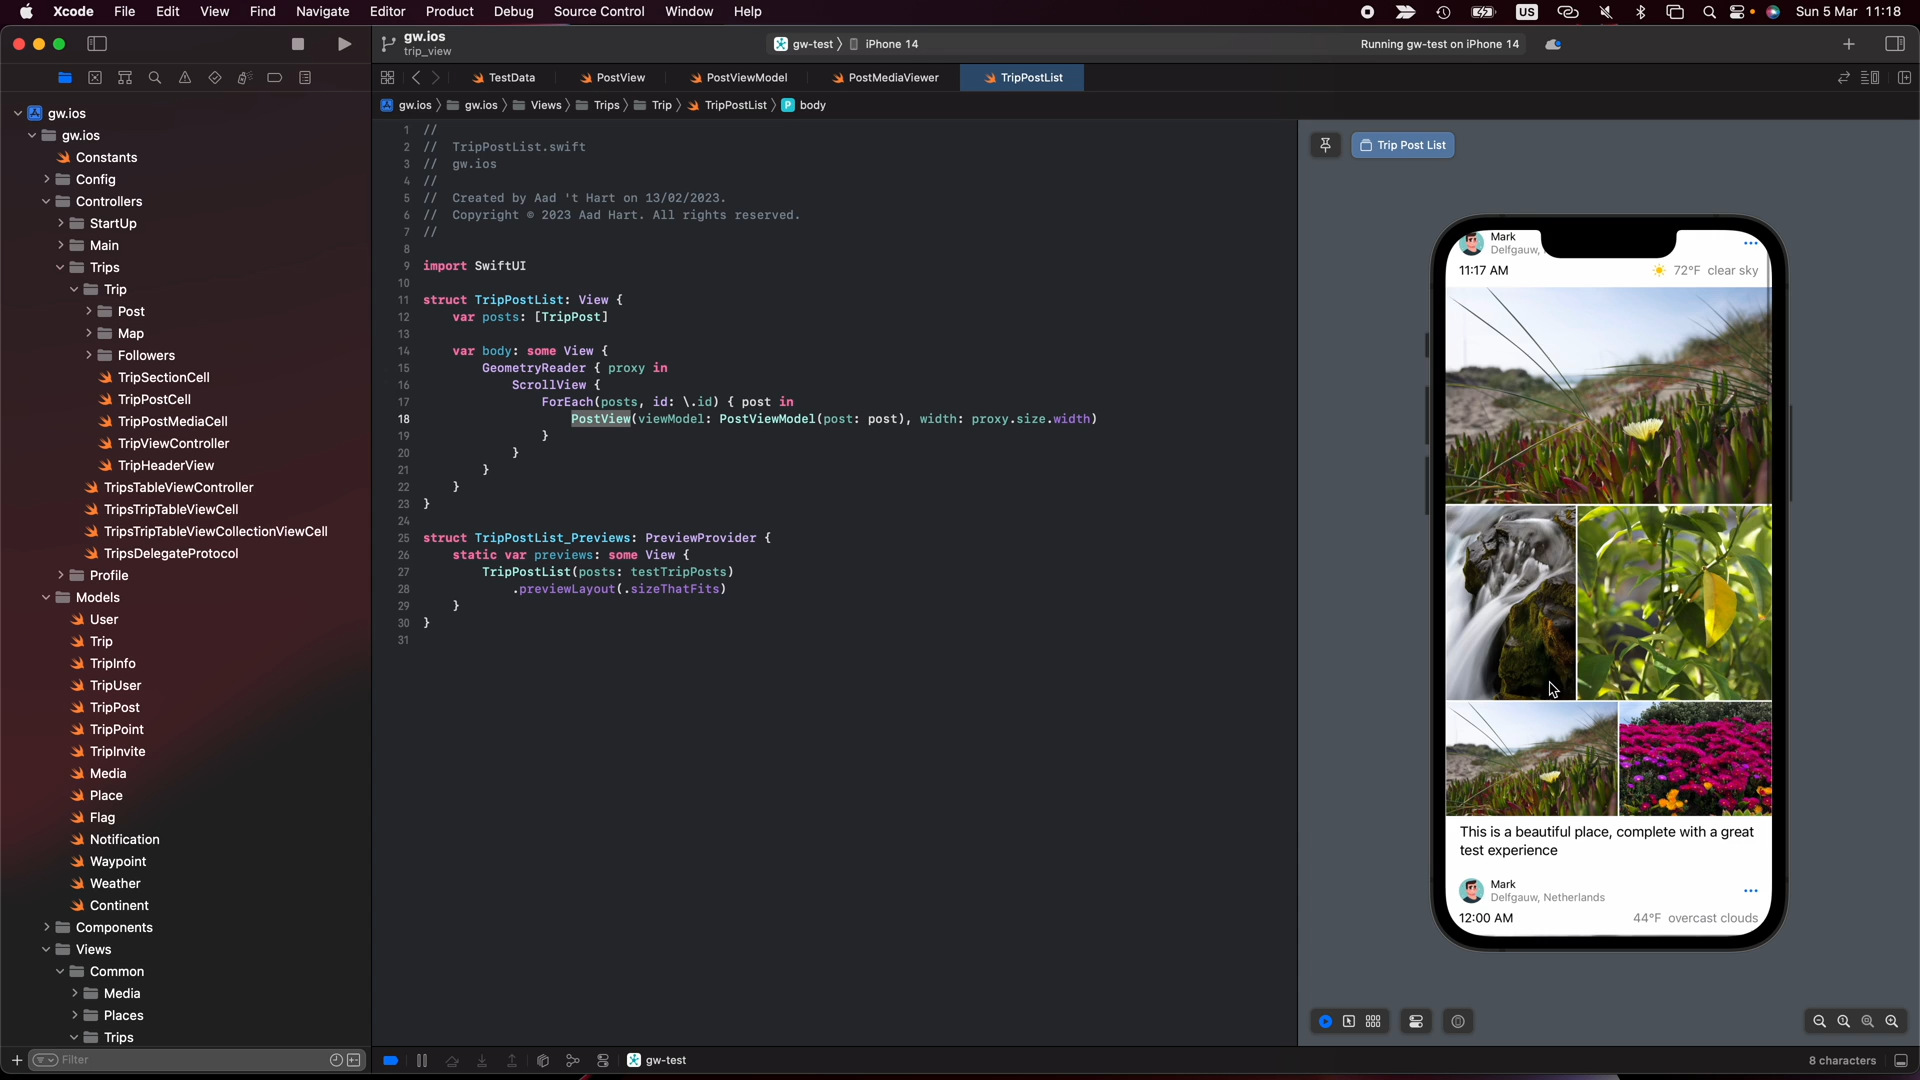 Xcode File Edit View Find Navigate Editor Product Debug Source Control Window Help US Sun 5 Mar 11:18
gw.ios
trip_view
gw-test iPhone 14
Running gw-test on iPhone 14
TestData PostView PostViewModel PostMediaViewer TripPostList
gw.ios gw.ios Views Trips Trip TripPostList P body
gw.ios
gw.ios
Constants
Config
Controllers
StartUp
Main
Trips
Trip
Post
Map
Followers
TripSectionCell
TripPostCell
TripPostMediaCell
TripViewController
TripHeaderView
TripsTableViewController
TripsTripTableViewCell
TripsTripTableViewCollectionViewCell
TripsDelegateProtocol
Profile
Models
User
Trip
TripInfo
TripUser
TripPost
TripPoint
TripInvite
Media
Place
Flag
Notification
Waypoint
Weather
Continent
Components
Views
Common
Media
Places
Trips
Filter
1 //
2 // TripPostList.swift
3 // gw.ios
4 //
5 // Created by Aad 't Hart on 13/02/2023.
6 // Copyright © 2023 Aad Hart. All rights reserved.
7 //
8
9 import SwiftUI
10
11 struct TripPostList: View {
12 var posts: [TripPost]
13
14 var body: some View {
15 GeometryReader { proxy in
16 ScrollView {
17 ForEach(posts, id: \.id) { post in
18 PostView(viewModel: PostViewModel(post: post), width: proxy.size.width)
19 }
20 }
21 }
22 }
23 }
24
25 struct TripPostList_Previews: PreviewProvider {
26 static var previews: some View {
27 TripPostList(posts: testTripPosts)
28 .previewLayout(.sizeThatFits)
29 }
30 }
31
Trip Post List
Mark
Delfgauw,
11:17 AM
72°F clear sky
This is a beautiful place, complete with a great
test experience
Mark
Delfgauw, Netherlands
12:00 AM
44°F overcast clouds
gw-test
8 characters